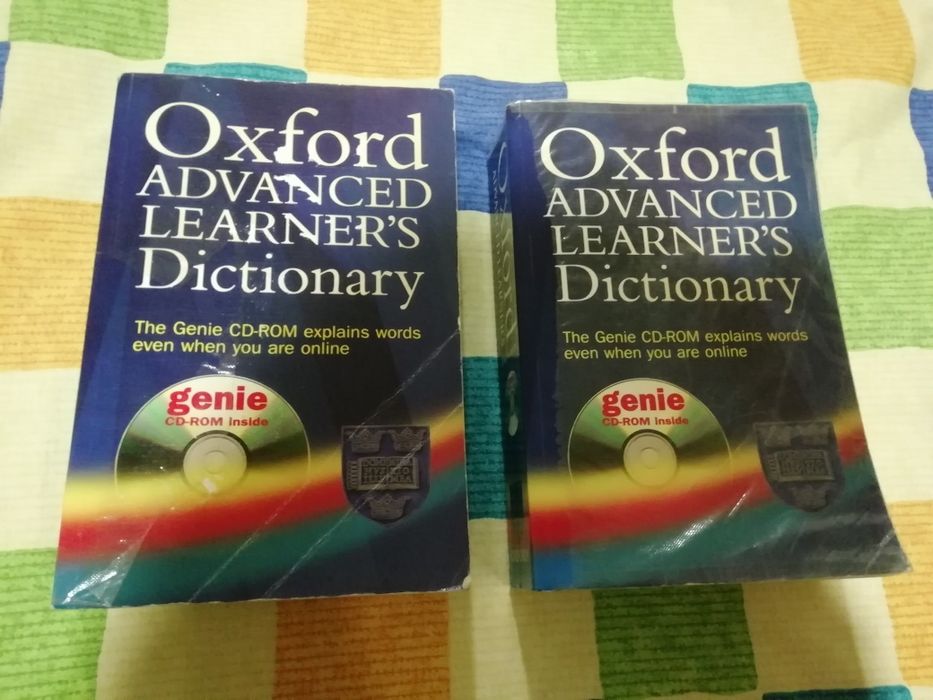 Oxford
ADVANCED
LEARNER'S
Dictionary
The Genie CD-ROM explains words
even when you are online
genie
CD-ROM inside
Oxford
ADVANCED
LEARNER'S
Dictionary
The Genie CD-ROM explains words
even when you are online
genie
CD-ROM inside